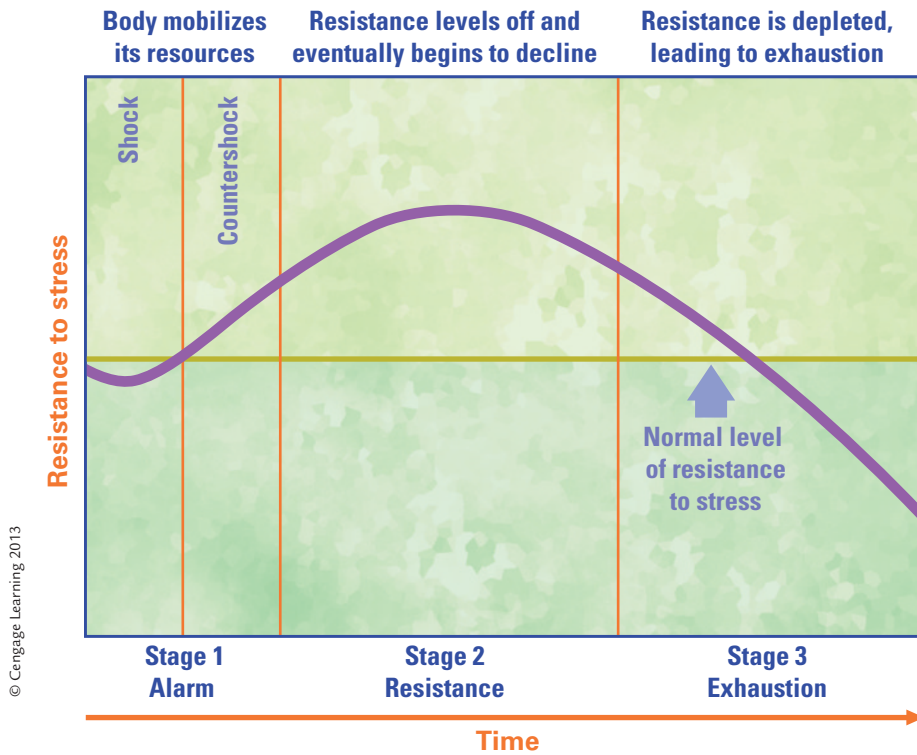 Body mobilizes
its resources
Resistance levels off and
eventually begins to decline
Resistance is depleted,
leading to exhaustion
Shock
Countershock
Resistance to stress
Normal level
of resistance
to stress
© Cengage Learning 2013
Stage 1
Alarm
Stage 2
Resistance
Stage 3
Exhaustion
Time